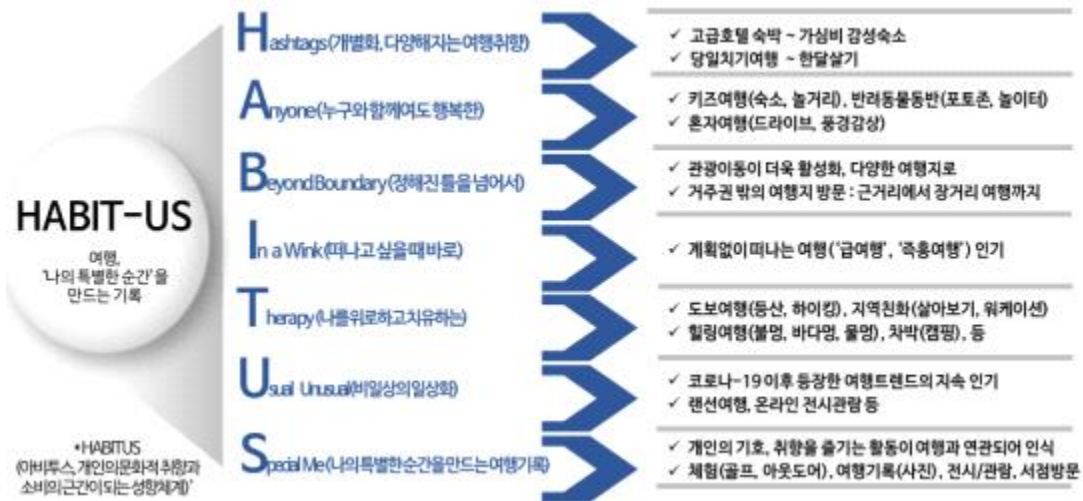 HABIT-US
여행,
'나의 특별한 순간'을
만드는 기록
*HABITUS
(아비투스, 개인의 문화적 취향과
소비의 근간이 되는 성향체계)'
Hashtags (개별화, 다양해지는 여행취향)
✓ 고급호텔 숙박 ~ 가심비 감성숙소
✓ 당일치기여행 ~ 한달살기
Anyone (누구와 함께여도 행복한)
✓ 키즈여행(숙소, 놀거리), 반려동물동반(포토존, 놀이터)
✓ 혼자여행(드라이브, 풍경감상)
Beyond Boundary (정해진 틀을 넘어서)
✓ 관광이동이 더욱 활성화, 다양한 여행지로
✓ 거주권 밖의 여행지 방문 : 근거리에서 장거리 여행까지
In a Wink (떠나고 싶을 때 바로)
✓ 계획없이 떠나는 여행('급여행', '즉흥여행') 인기
Therapy (나를 위로하고 치유하는)
✓ 도보여행(등산, 하이킹), 지역친화(살아보기, 워케이션)
✓ 힐링여행(불멍, 바다멍, 물멍), 차박(캠핑), 등
Usual Unusual(비일상의 일상화)
✓ 코로나-19 이후 등장한 여행트렌드의 지속 인기
✓ 랜선여행, 온라인 전시관람 등
Special Me (나의 특별한 순간을 만드는 여행기록)
✓ 개인의 기호, 취향을 즐기는 활동이 여행과 연관되어 인식
✓ 체험(골프, 아웃도어), 여행기록(사진), 전시/관람, 서점방문